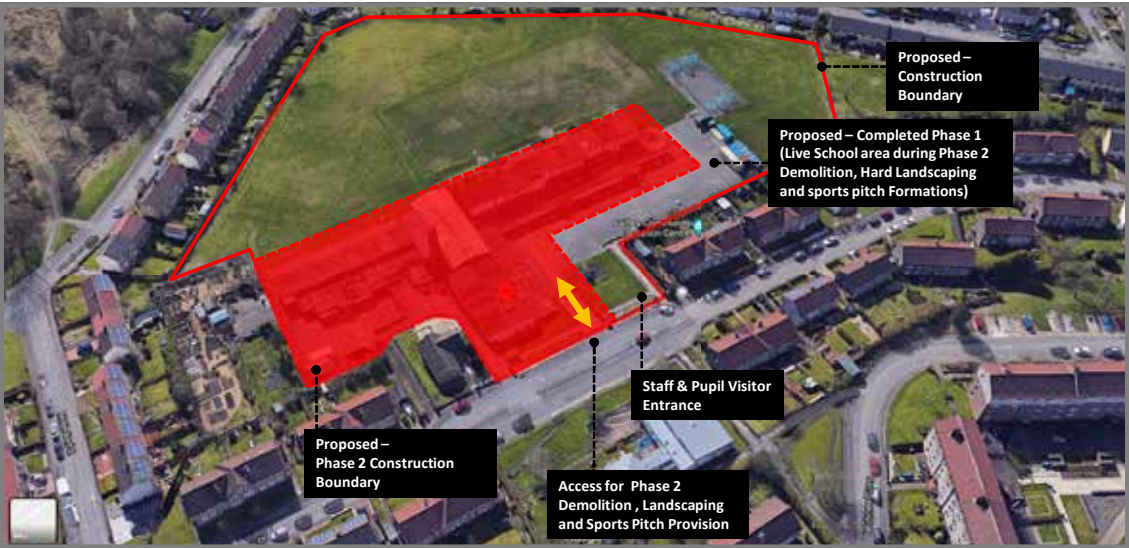 Proposed –
Construction
Boundary
Proposed – Completed Phase 1
(Live School area during Phase 2
Demolition, Hard Landscaping
and sports pitch Formations)
Staff & Pupil Visitor
Entrance
Proposed –
Phase 2 Construction
Boundary
Access for Phase 2
Demolition , Landscaping
and Sports Pitch Provision